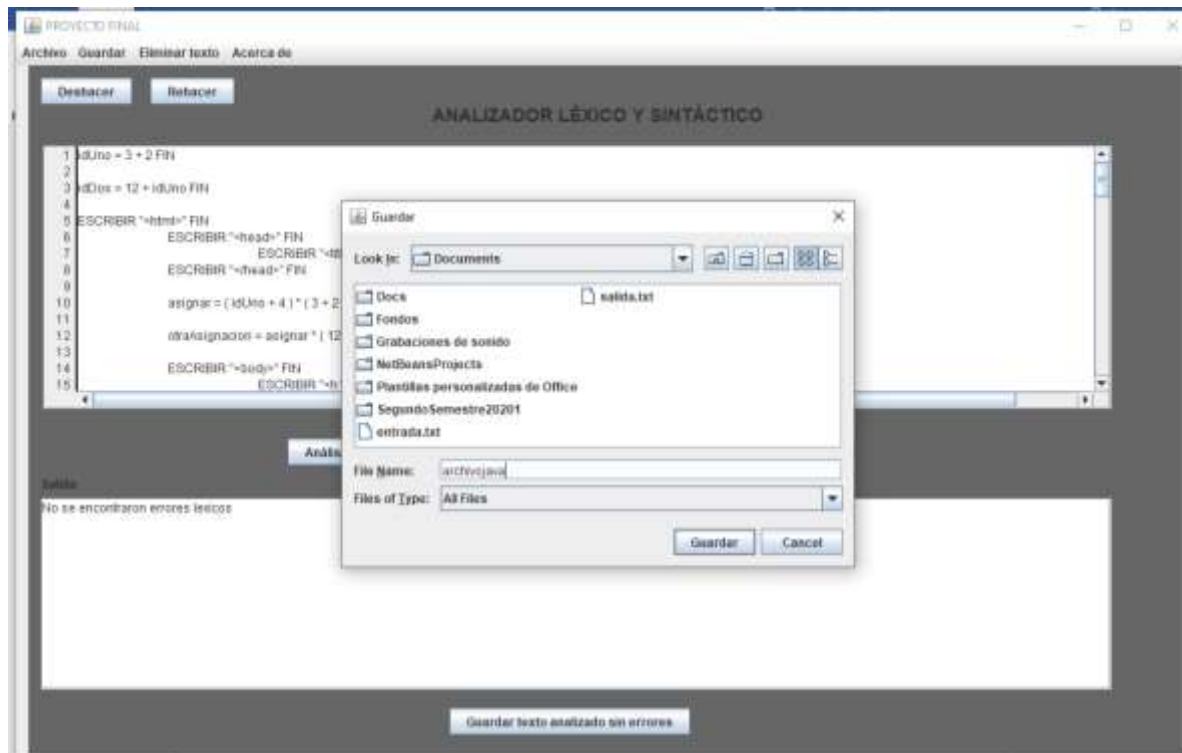 PROYECTO FINAL
Archivo Guardar Eliminar texto Acerca de
Deshacer Rehacer
ANALIZADOR LÉXICO Y SINTÁCTICO
1 idUno = 3 + 2 FIN
2
3 idDos = 12 + idUno FIN
4
5 ESCRIBIR "<html>" FIN
6 ESCRIBIR "<head>" FIN
7 ESCRIBIR "<tit
8 ESCRIBIR "</head>" FIN
9
10 asignar = ( idUno + 4 ) * ( 3 + 2
11
12 otraAsignacion = asignar * ( 12
13
14 ESCRIBIR "<body>" FIN
15 ESCRIBIR "<h
Guardar
Look In: Documents
Docs salida.txt
Fondos
Grabaciones de sonido
NetBeansProjects
Plantillas personalizadas de Office
SegundoSemestre20201
entrada.txt
File Name: archivojava
Files of Type: All Files
Guardar Cancel
Anális
Salida
No se encontraron errores lexicos
Guardar texto analizado sin errores